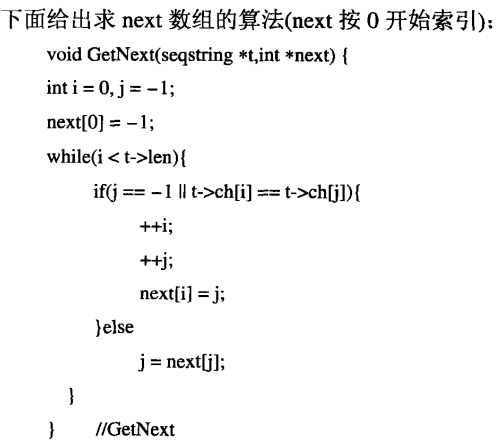 下面给出求 next 数组的算法(next 按 0 开始索引):
void GetNext(seqstring *t,int *next) {
int i = 0, j = -1;
next[0] = -1;
while(i < t->len){
if(j == -1 || t->ch[i] == t->ch[j]){
++i;
++j;
next[i] = j;
}else
j = next[j];
}
} //GetNext